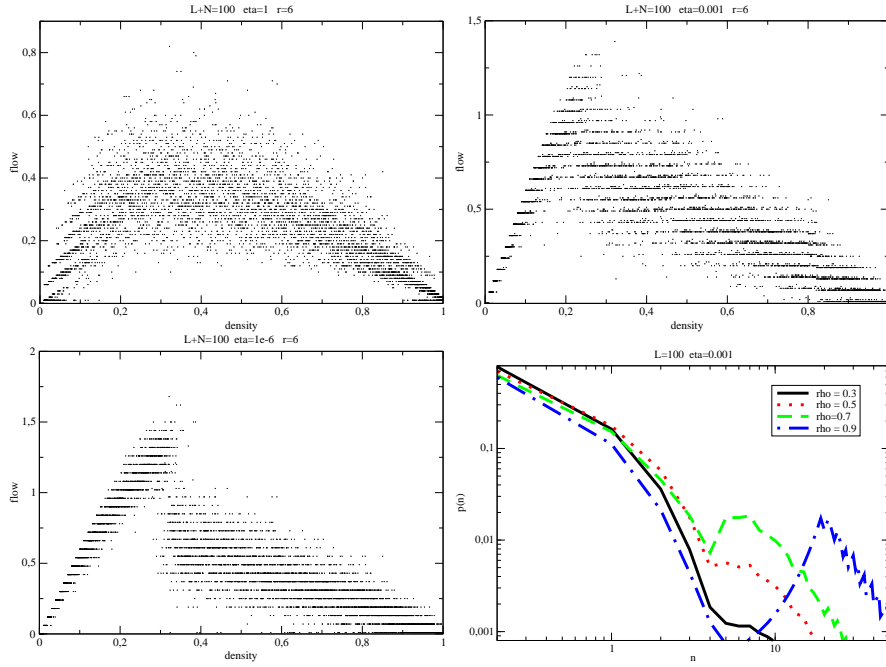 L+N=100 eta=1 r=6
0,8
0,6
0,4
0,2
0
flow
0 0,2 0,4 0,6 0,8 1
density
L+N=100 eta=0.001 r=6
1,5
1
0,5
0
flow
0 0,2 0,4 0,6 0,8
density
L+N=100 eta=1e-6 r=6
2
1,5
1
0,5
0
flow
0 0,2 0,4 0,6 0,8 1
density
L=100 eta=0.001
0,1
0,01
0,001
p(n)
rho = 0.3
rho = 0.5
rho=0.7
rho = 0.9
1 10
n